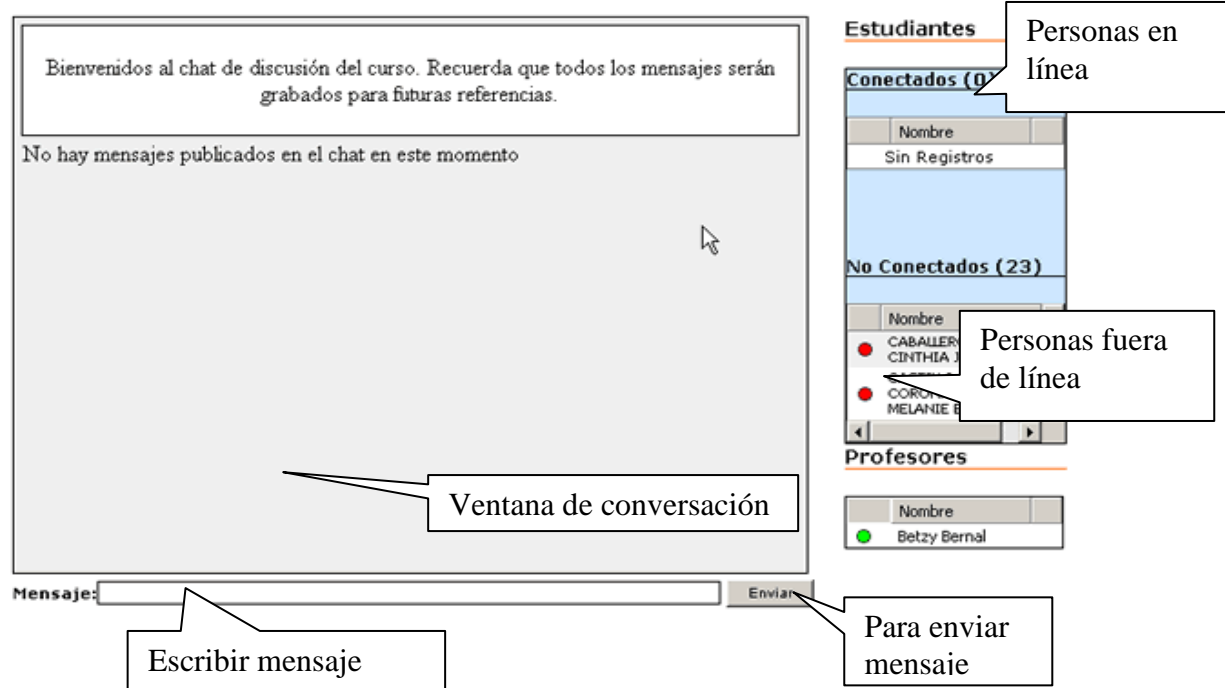 Bienvenidos al chat de discusión del curso. Recuerda que todos los mensajes serán
grabados para futuras referencias.
No hay mensajes publicados en el chat en este momento
Ventana de conversación
Mensaje:
Enviar
Escribir mensaje
Para enviar
mensaje
Estudiantes
Personas en
línea
Conectados (0)
Nombre
Sin Registros
No Conectados (23)
Nombre
CINTHIA J
MELANIE
Personas fuera
de línea
Profesores
Nombre
Betzy Bernal